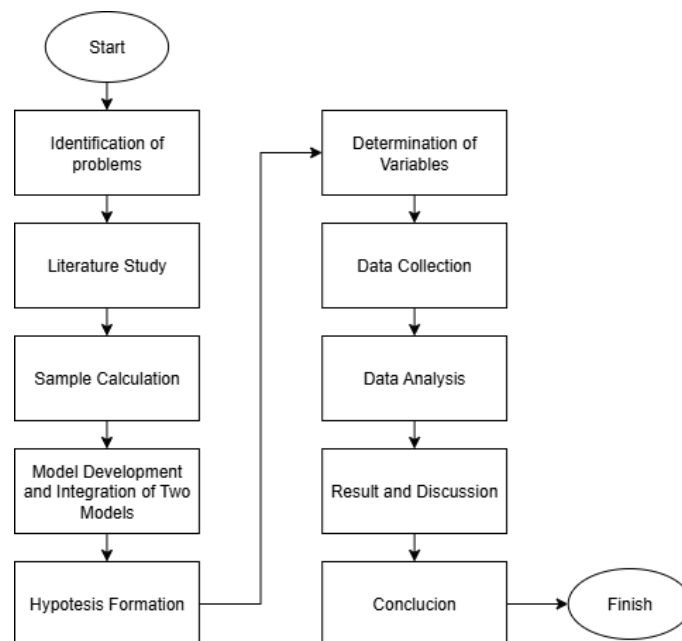 Start
Identification of
problems
Literature Study
Sample Calculation
Model Development
and Integration of Two
Models
Hypotesis Formation
Determination of
Variables
Data Collection
Data Analysis
Result and Discussion
Conclucion
Finish